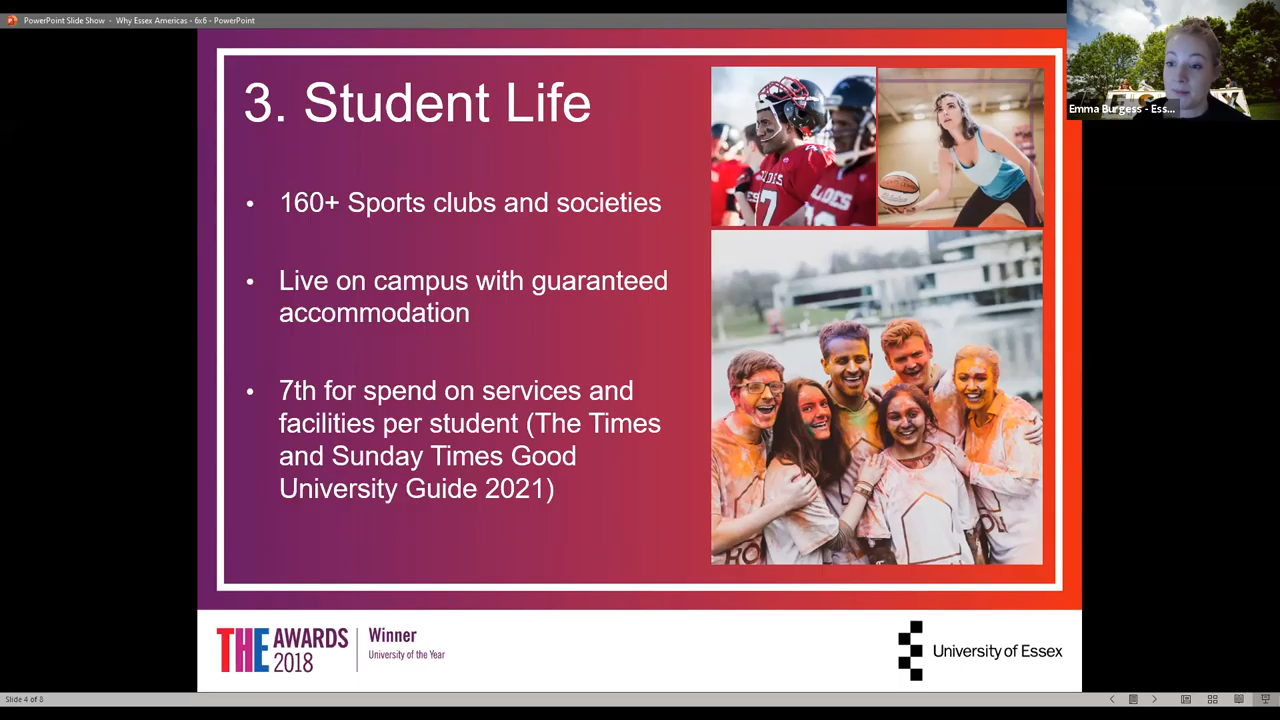 PowerPoint Slide Show - Why Essex Americas - 6x6 - PowerPoint
Emma Burgess - Ess...
3. Student Life
• 160+ Sports clubs and societies
• Live on campus with guaranteed
accommodation
• 7th for spend on services and
facilities per student (The Times
and Sunday Times Good
University Guide 2021)
THE AWARDS
2018
Winner
University of the Year
University of Essex
Slide 4 of 8